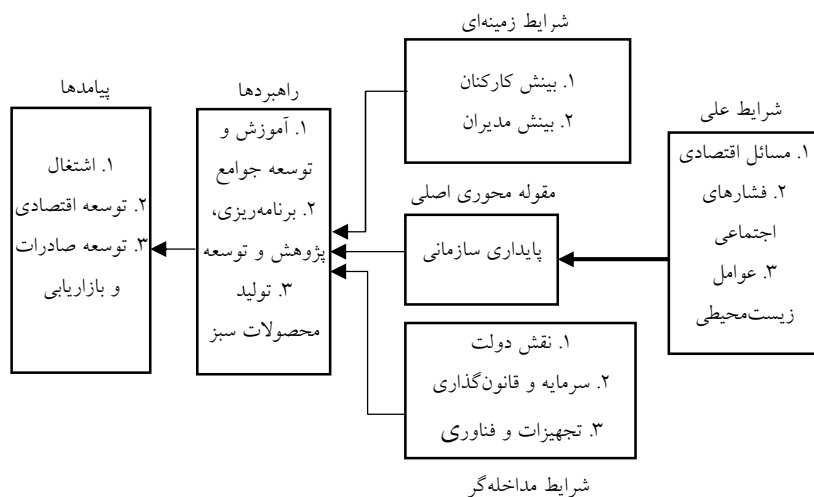 شرایط علی
۱. مسائل اقتصادی
۲. فشارهای
اجتماعی
۳. عوامل
زیست‌محیطی
شرایط زمینه‌ای
۱. بینش کارکنان
۲. بینش مدیران
مقوله محوری اصلی
پایداری سازمانی
۱. نقش دولت
۲. سرمایه و قانون‌گذاری
۳. تجهیزات و فناوری
شرایط مداخله‌گر
راهبردها
۱. آموزش و
توسعه جوامع
۲. برنامه‌ریزی،
پژوهش و توسعه
۳. تولید
محصولات سبز
پیامدها
۱. اشتغال
۲. توسعه اقتصادی
۳. توسعه صادرات
و بازاریابی